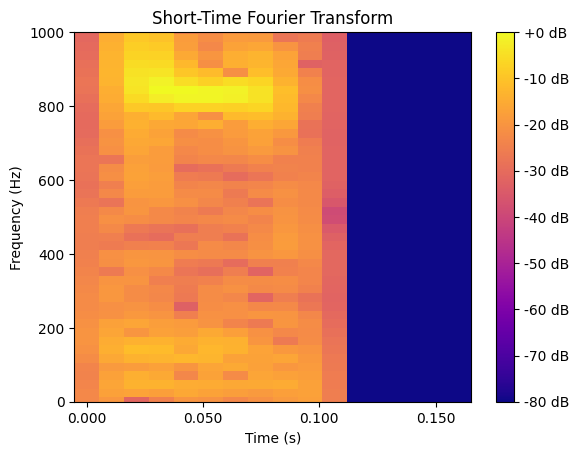 Short-Time Fourier Transform
Frequency (Hz)
1000
800
600
400
200
0
0.000
0.050
0.100
0.150
Time (s)
+0 dB
-10 dB
-20 dB
-30 dB
-40 dB
-50 dB
-60 dB
-70 dB
-80 dB